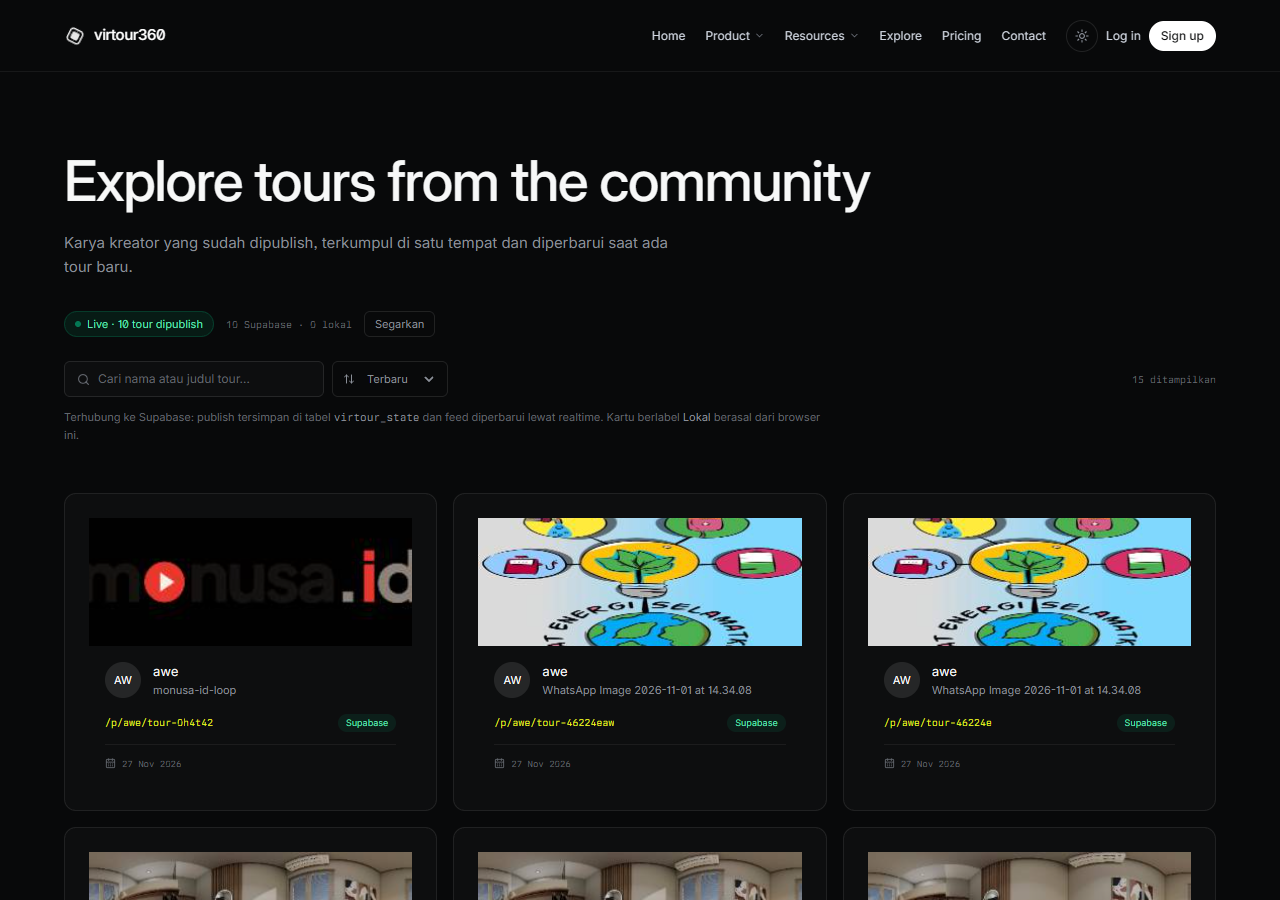 virtour360
Home
Product
Resources
Explore
Pricing
Contact
Log in
Sign up
Explore tours from the community
Karya kreator yang sudah dipublish, terkumpul di satu tempat dan diperbarui saat ada
tour baru.
Live · 10 tour dipublish
10 Supabase · 0 lokal
Segarkan
Cari nama atau judul tour...
Terbaru
15 ditampilkan
Terhubung ke Supabase: publish tersimpan di tabel virtour_state dan feed diperbarui lewat realtime. Kartu berlabel Lokal berasal dari browser
ini.
monusa.id
AW
awe
monusa-id-loop
/p/awe/tour-0h4t42
Supabase
27 Nov 2026
AT ENERGI SELAMATK
AW
awe
WhatsApp Image 2026-11-01 at 14.34.08
/p/awe/tour-46224eaw
Supabase
27 Nov 2026
AT ENERGI SELAMATK
AW
awe
WhatsApp Image 2026-11-01 at 14.34.08
/p/awe/tour-46224e
Supabase
27 Nov 2026